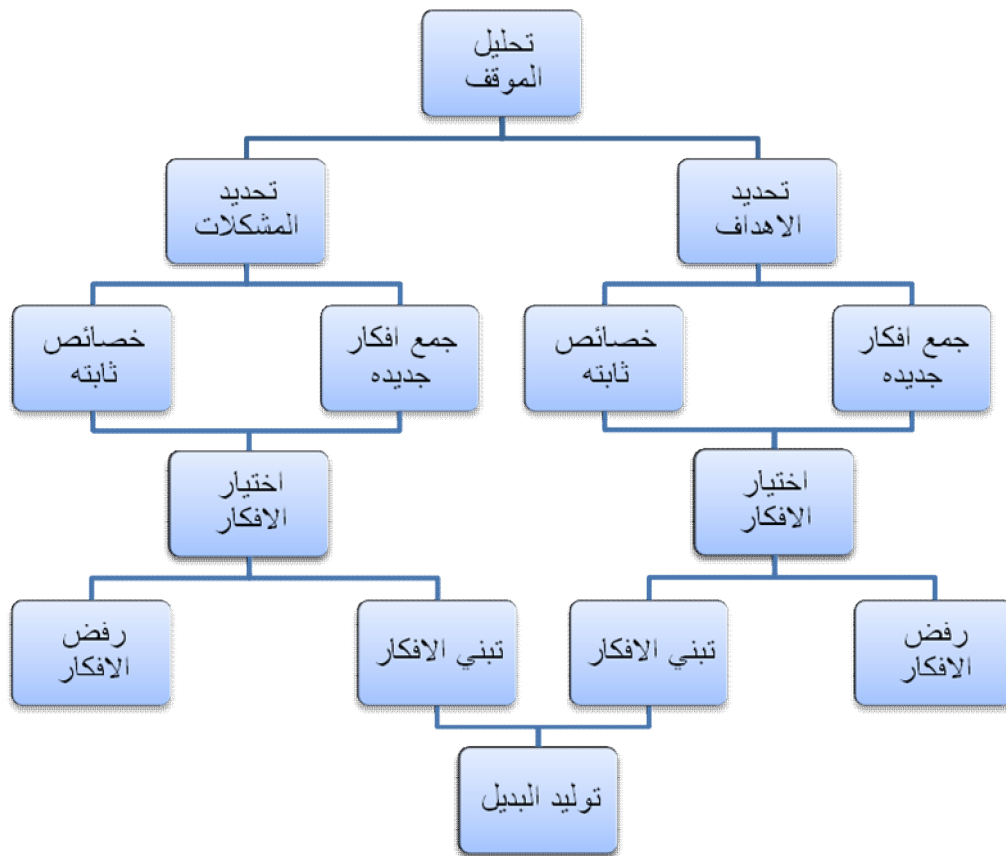 تحليل
الموقف
تحديد
الاهداف
تحديد
المشكلات
جمع افكار
جديده
خصائص
ثابته
جمع افكار
جديده
خصائص
ثابته
اختيار
الافكار
اختيار
الافكار
رفض
الافكار
تبني الافكار
تبني الافكار
رفض
الافكار
توليد البديل